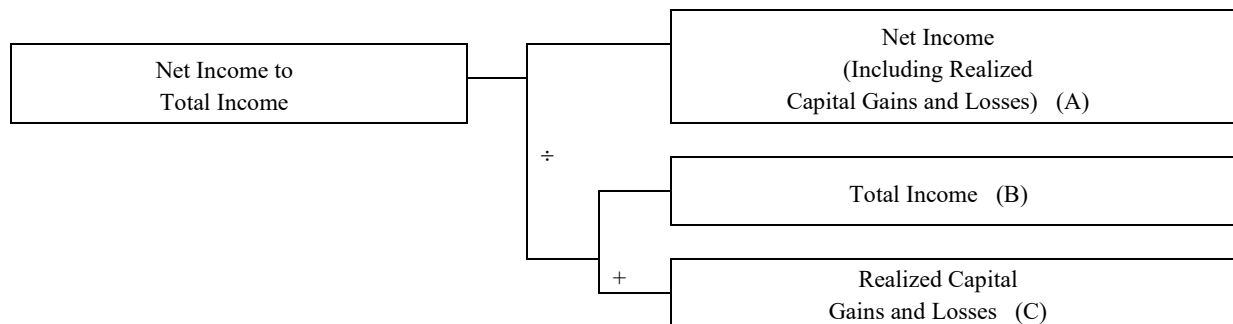 Net Income to
Total Income
÷
+
Net Income
(Including Realized
Capital Gains and Losses) (A)
Total Income (B)
Realized Capital
Gains and Losses (C)